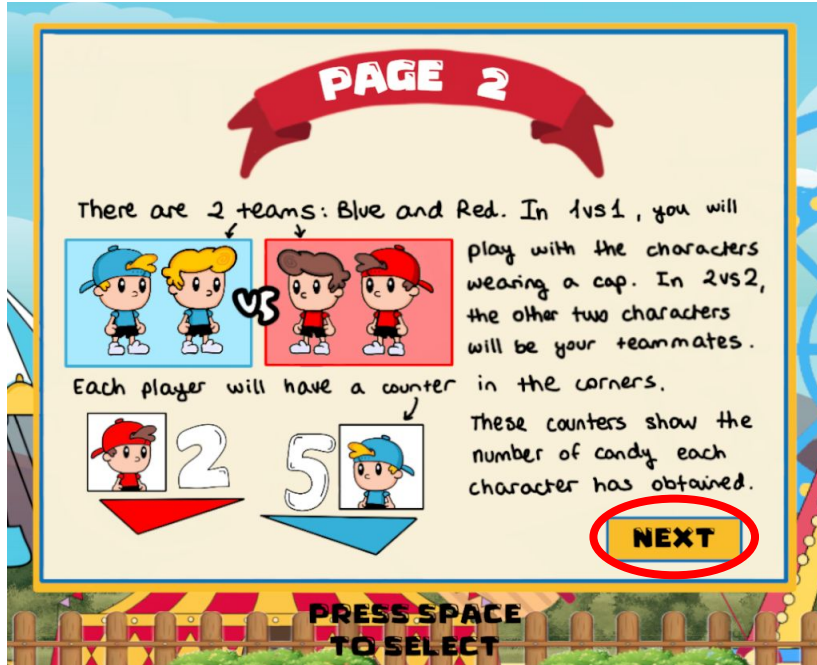 PAGE 2
There are 2 teams: Blue and Red. In 1vs1, you will
play with the characters
wearing a cap. In 2vs2,
the other two characters
will be your teammates.
VS
Each player will have a counter in the corners.
2
5
These counters show the
number of candy each
character has obtained.
NEXT
PRESS SPACE
TO SELECT